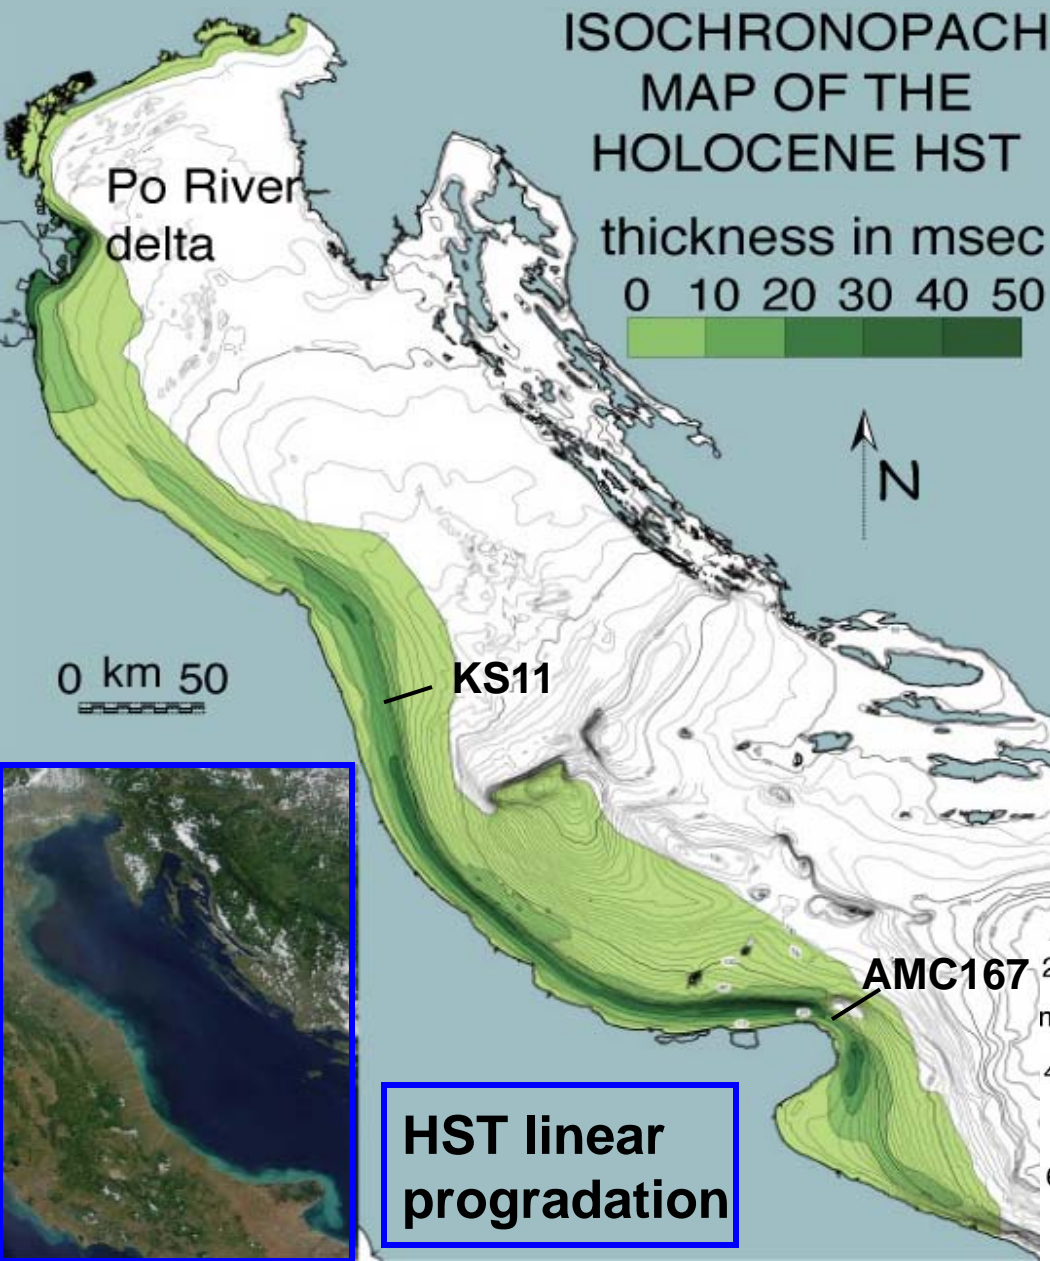 ISOCHRONOPACH
MAP OF THE
HOLOCENE HST
thickness in msec
0 10 20 30 40 50
Po River
delta
N
0 km 50
KS11
AMC167
HST linear
progradation